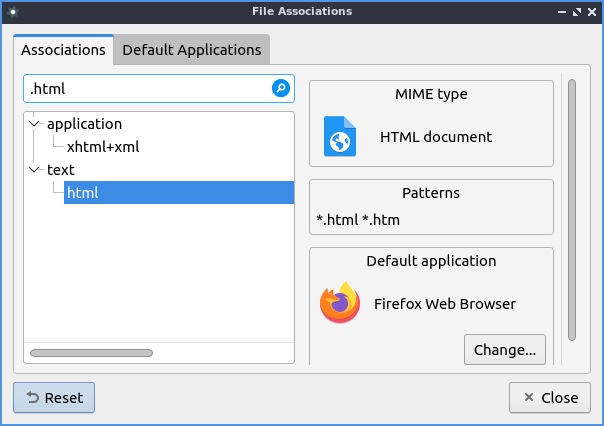 File Associations
Associations
Default Applications
.html
application
xhtml+xml
text
html
MIME type
HTML document
Patterns
*.html *.htm
Default application
Firefox Web Browser
Change...
Reset
Close